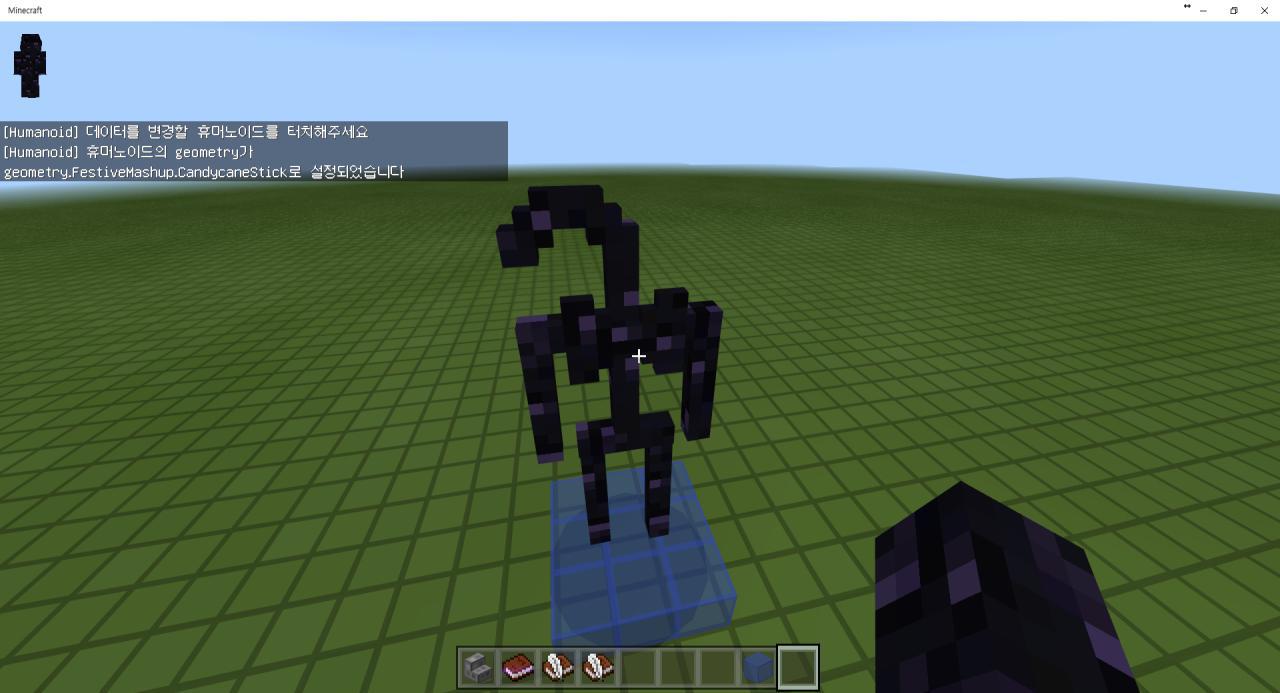 Minecraft
[Humanoid] 데이터를 변경할 휴머노이드를 터치해주세요
[Humanoid] 휴머노이드의 geometry가
geometry.FestiveMashup.CandycaneStick로 설정되었습니다